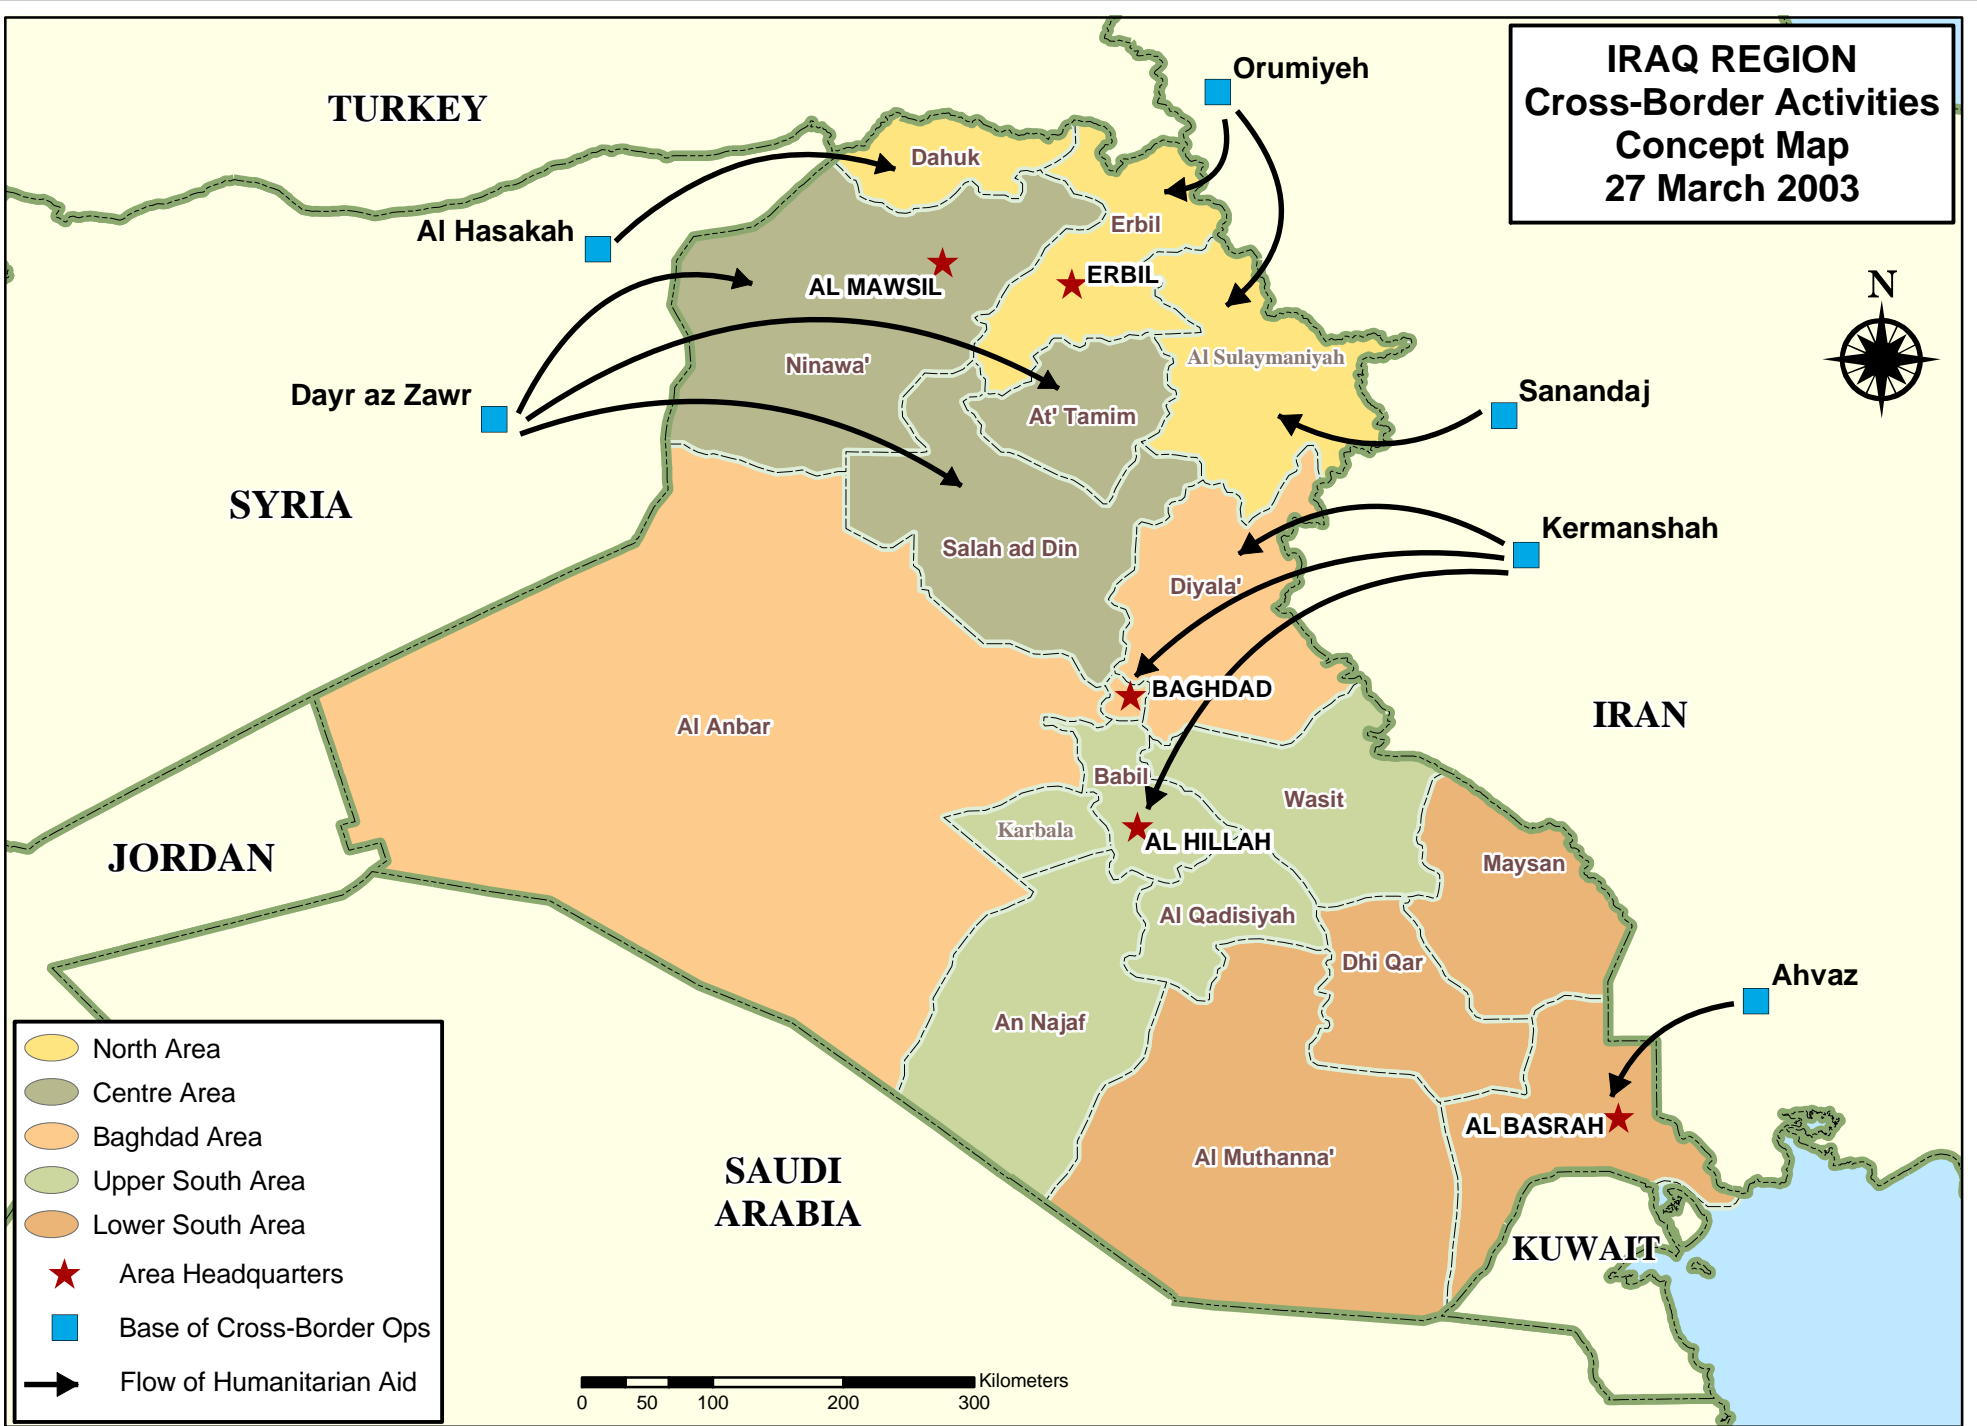 IRAQ REGION
Cross-Border Activities
Concept Map
27 March 2003
Orumiyeh
TURKEY
Dahuk
Al Hasakah
Erbil
ERBIL
AL MAWSIL
N
Ninawa'
Al Sulaymaniyah
Dayr az Zawr
Sanandaj
At' Tamim
SYRIA
Kermanshah
Salah ad Din
Diyala'
BAGHDAD
Al Anbar
IRAN
Babil
Wasit
Karbala
AL HILLAH
JORDAN
Maysan
Al Qadisiyah
Dhi Qar
Ahvaz
An Najaf
AL BASRAH
Al Muthanna'
SAUDI
ARABIA
KUWAIT
North Area
Centre Area
Baghdad Area
Upper South Area
Lower South Area
Area Headquarters
Base of Cross-Border Ops
Flow of Humanitarian Aid
Kilometers
0 50 100 200 300